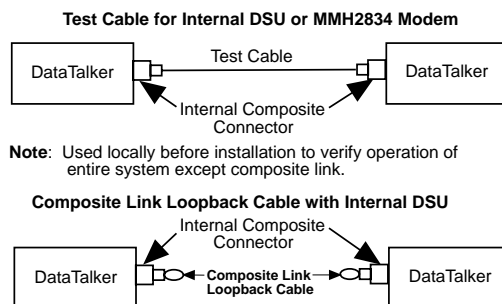 Test Cable for Internal DSU or MMH2834 Modem
Test Cable
DataTalker
DataTalker
Internal Composite
Connector
Note: Used locally before installation to verify operation of
entire system except composite link.
Composite Link Loopback Cable with Internal DSU
Internal Composite
Connector
DataTalker
Composite Link
Loopback Cable
DataTalker